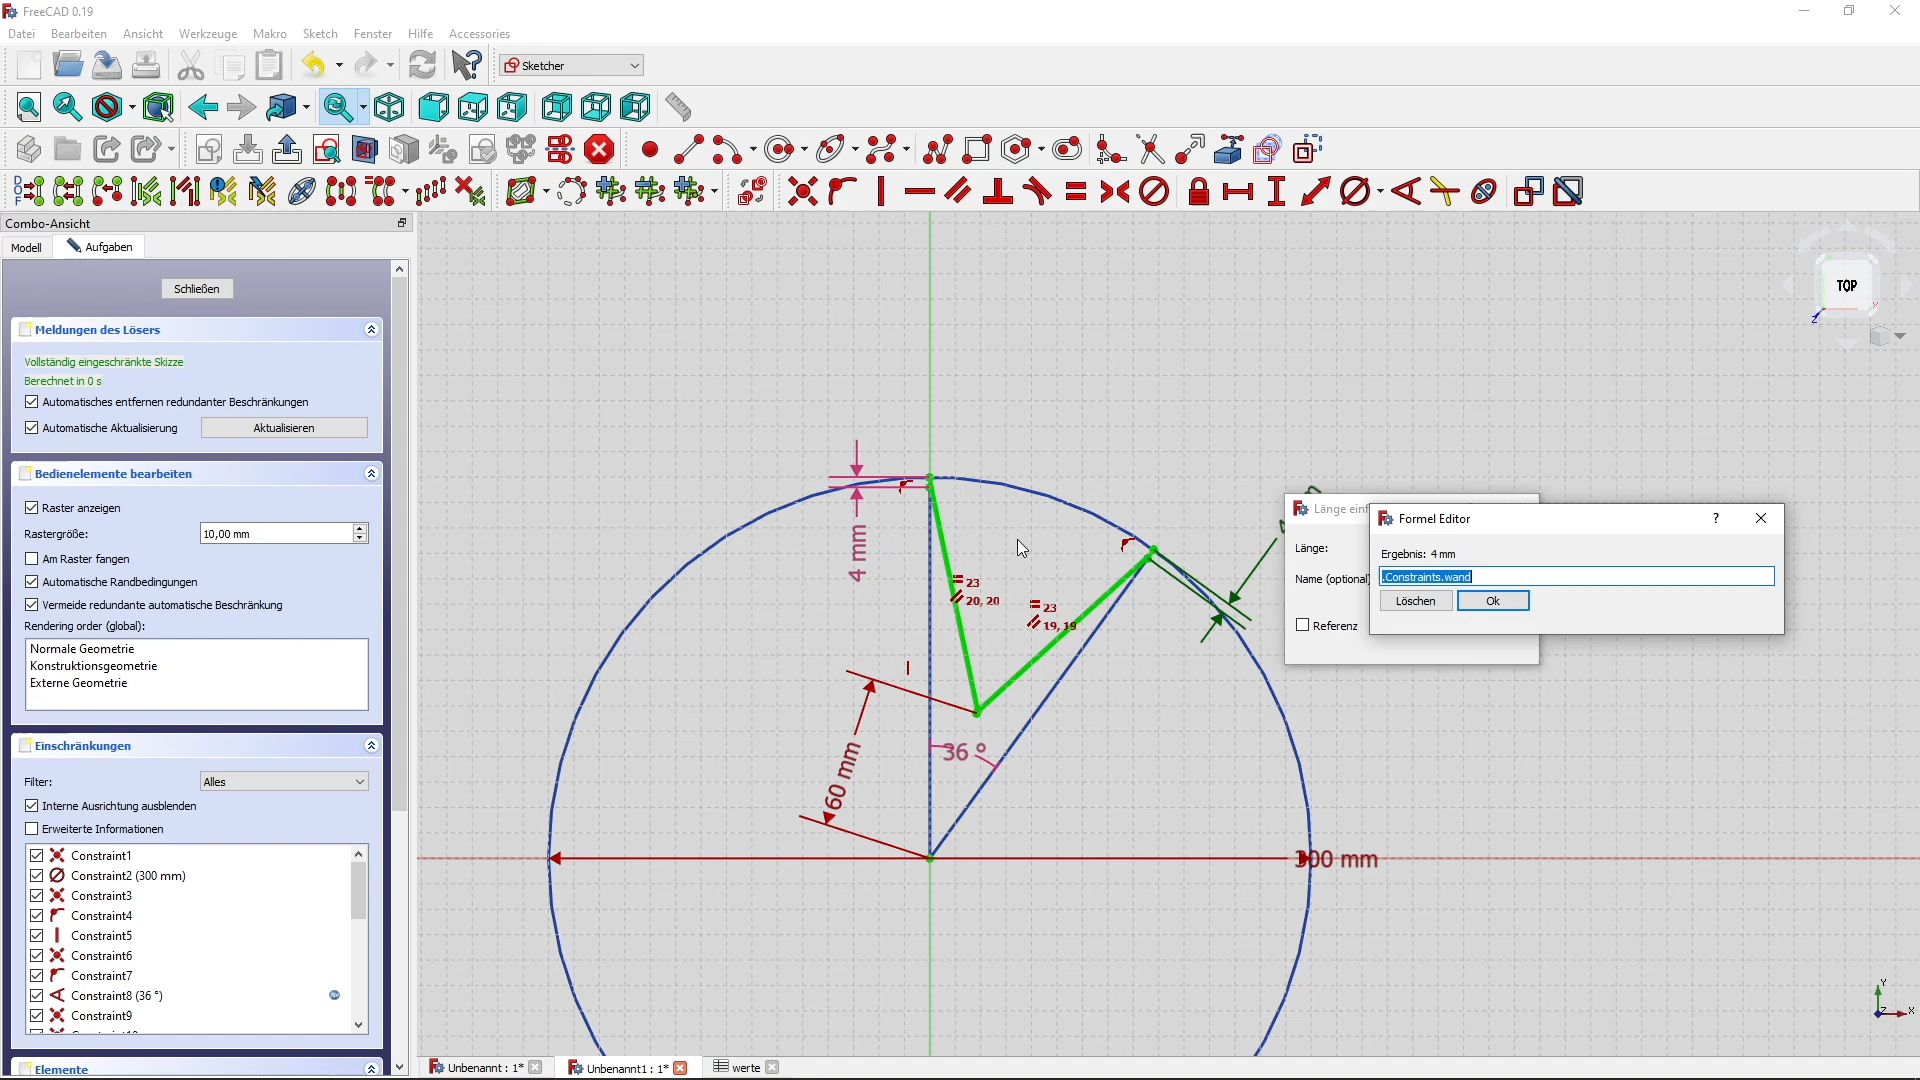 FreeCAD 0.19
Datei Bearbeiten Ansicht Werkzeuge Makro Sketch Fenster Hilfe Accessories
Sketcher
Combo-Ansicht
Modell Aufgaben
Schließen
Meldungen des Lösers
Vollständig eingeschränkte Skizze
Berechnet in 0 s
Automatisches entfernen redundanter Beschränkungen
Automatische Aktualisierung Aktualisieren
Bedienelemente bearbeiten
Raster anzeigen
Rastergröße: 10,00 mm
Am Raster fangen
Automatische Randbedingungen
Vermeide redundante automatische Beschränkung
Rendering order (global):
Normale Geometrie
Konstruktionsgeometrie
Externe Geometrie
Einschränkungen
Filter: Alles
Interne Ausrichtung ausblenden
Erweiterte Informationen
Constraint1
Constraint2 (300 mm)
Constraint3
Constraint4
Constraint5
Constraint6
Constraint7
Constraint8 (36 °)
Constraint9
Elemente
TOP
4 mm
23
20, 20
23
19, 19
36 °
60 mm
300 mm
Länge:
Name (optional)
Referenz
Formel Editor
?
Ergebnis: 4 mm
.Constraints.wand
Löschen Ok
Y
Z
X
Unbenannt : 1* Unbenannt1 : 1* werte